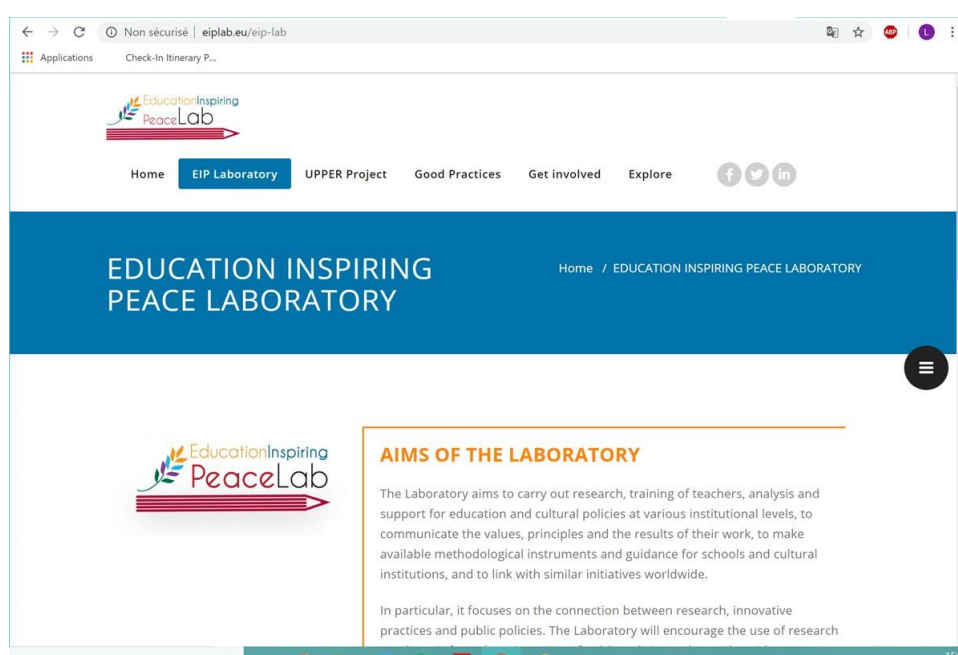 Non sécurisé | eiplab.eu/eip-lab
ABP
L
Applications
Check-In Itinerary P...
EducationInspiring
PeaceLab
Home
EIP Laboratory
UPPER Project
Good Practices
Get involved
Explore
EDUCATION INSPIRING
PEACE LABORATORY
Home / EDUCATION INSPIRING PEACE LABORATORY
EducationInspiring
PeaceLab
AIMS OF THE LABORATORY
The Laboratory aims to carry out research, training of teachers, analysis and
support for education and cultural policies at various institutional levels, to
communicate the values, principles and the results of their work, to make
available methodological instruments and guidance for schools and cultural
institutions, and to link with similar initiatives worldwide.
In particular, it focuses on the connection between research, innovative
practices and public policies. The Laboratory will encourage the use of research